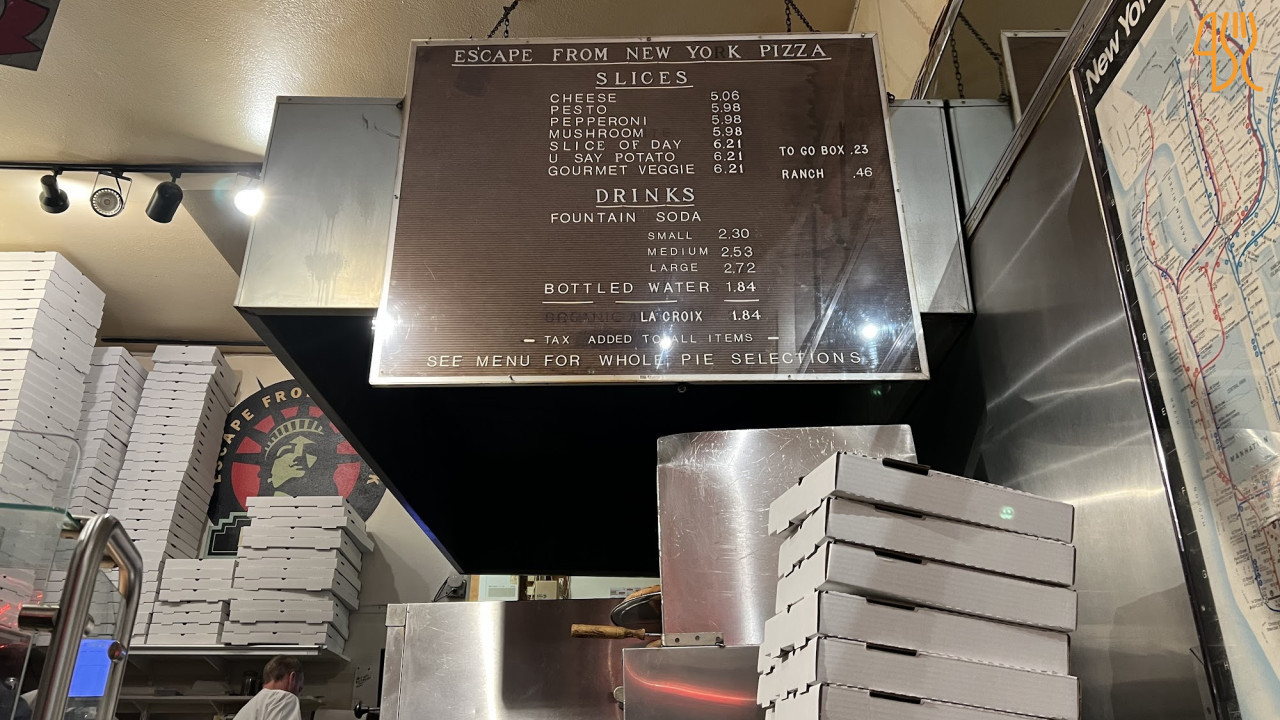 ESCAPE FROM NEW YORK PIZZA
SLICES
CHEESE 5.06
PESTO 5.98
PEPPERONI 5.98
MUSHROOM 5.98
SLICE OF DAY 6.21
U SAY POTATO 6.21
GOURMET VEGGIE 6.21
TO GO BOX .23
RANCH .46
DRINKS
FOUNTAIN SODA
SMALL 2.30
MEDIUM 2.53
LARGE 2.72
BOTTLED WATER 1.84
ORGANIC LA CROIX 1.84
- TAX ADDED TO ALL ITEMS -
SEE MENU FOR WHOLE PIE SELECTIONS
ESCAPE FRO
K
New York